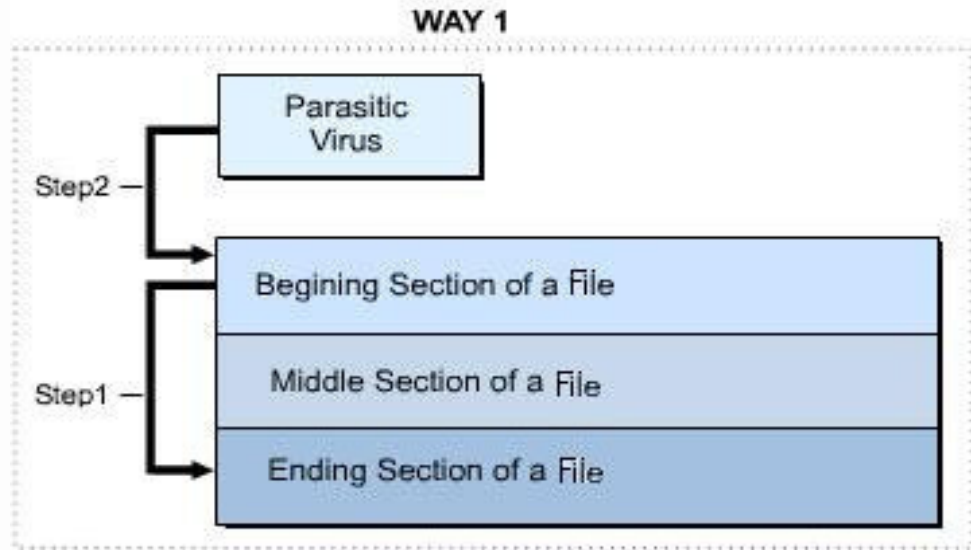 WAY 1
Parasitic
Virus
Step2
Begining Section of a File
Middle Section of a File
Step1
Ending Section of a File